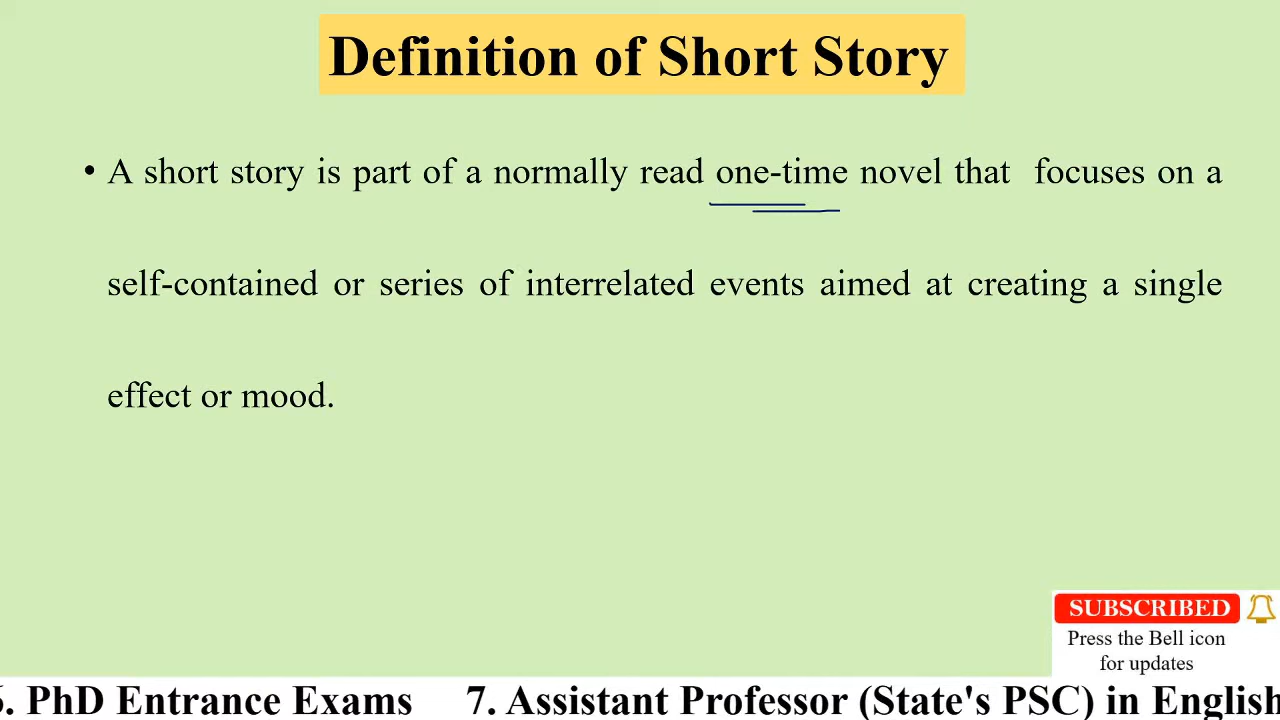 Definition of Short Story
• A short story is part of a normally read one-time novel that focuses on a
self-contained or series of interrelated events aimed at creating a single
effect or mood.
SUBSCRIBED
Press the Bell icon
for updates
6. PhD Entrance Exams 7. Assistant Professor (State's PSC) in English